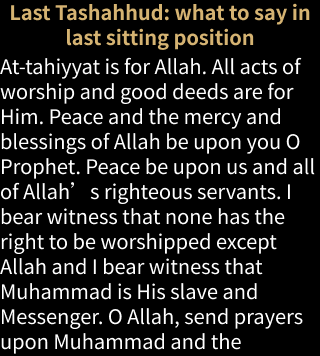 Last Tashahhud: what to say in
last sitting position
At-tahiyyat is for Allah. All acts of
worship and good deeds are for
Him. Peace and the mercy and
blessings of Allah be upon you O
Prophet. Peace be upon us and all
of Allah’s righteous servants. I
bear witness that none has the
right to be worshipped except
Allah and I bear witness that
Muhammad is His slave and
Messenger. O Allah, send prayers
upon Muhammad and the